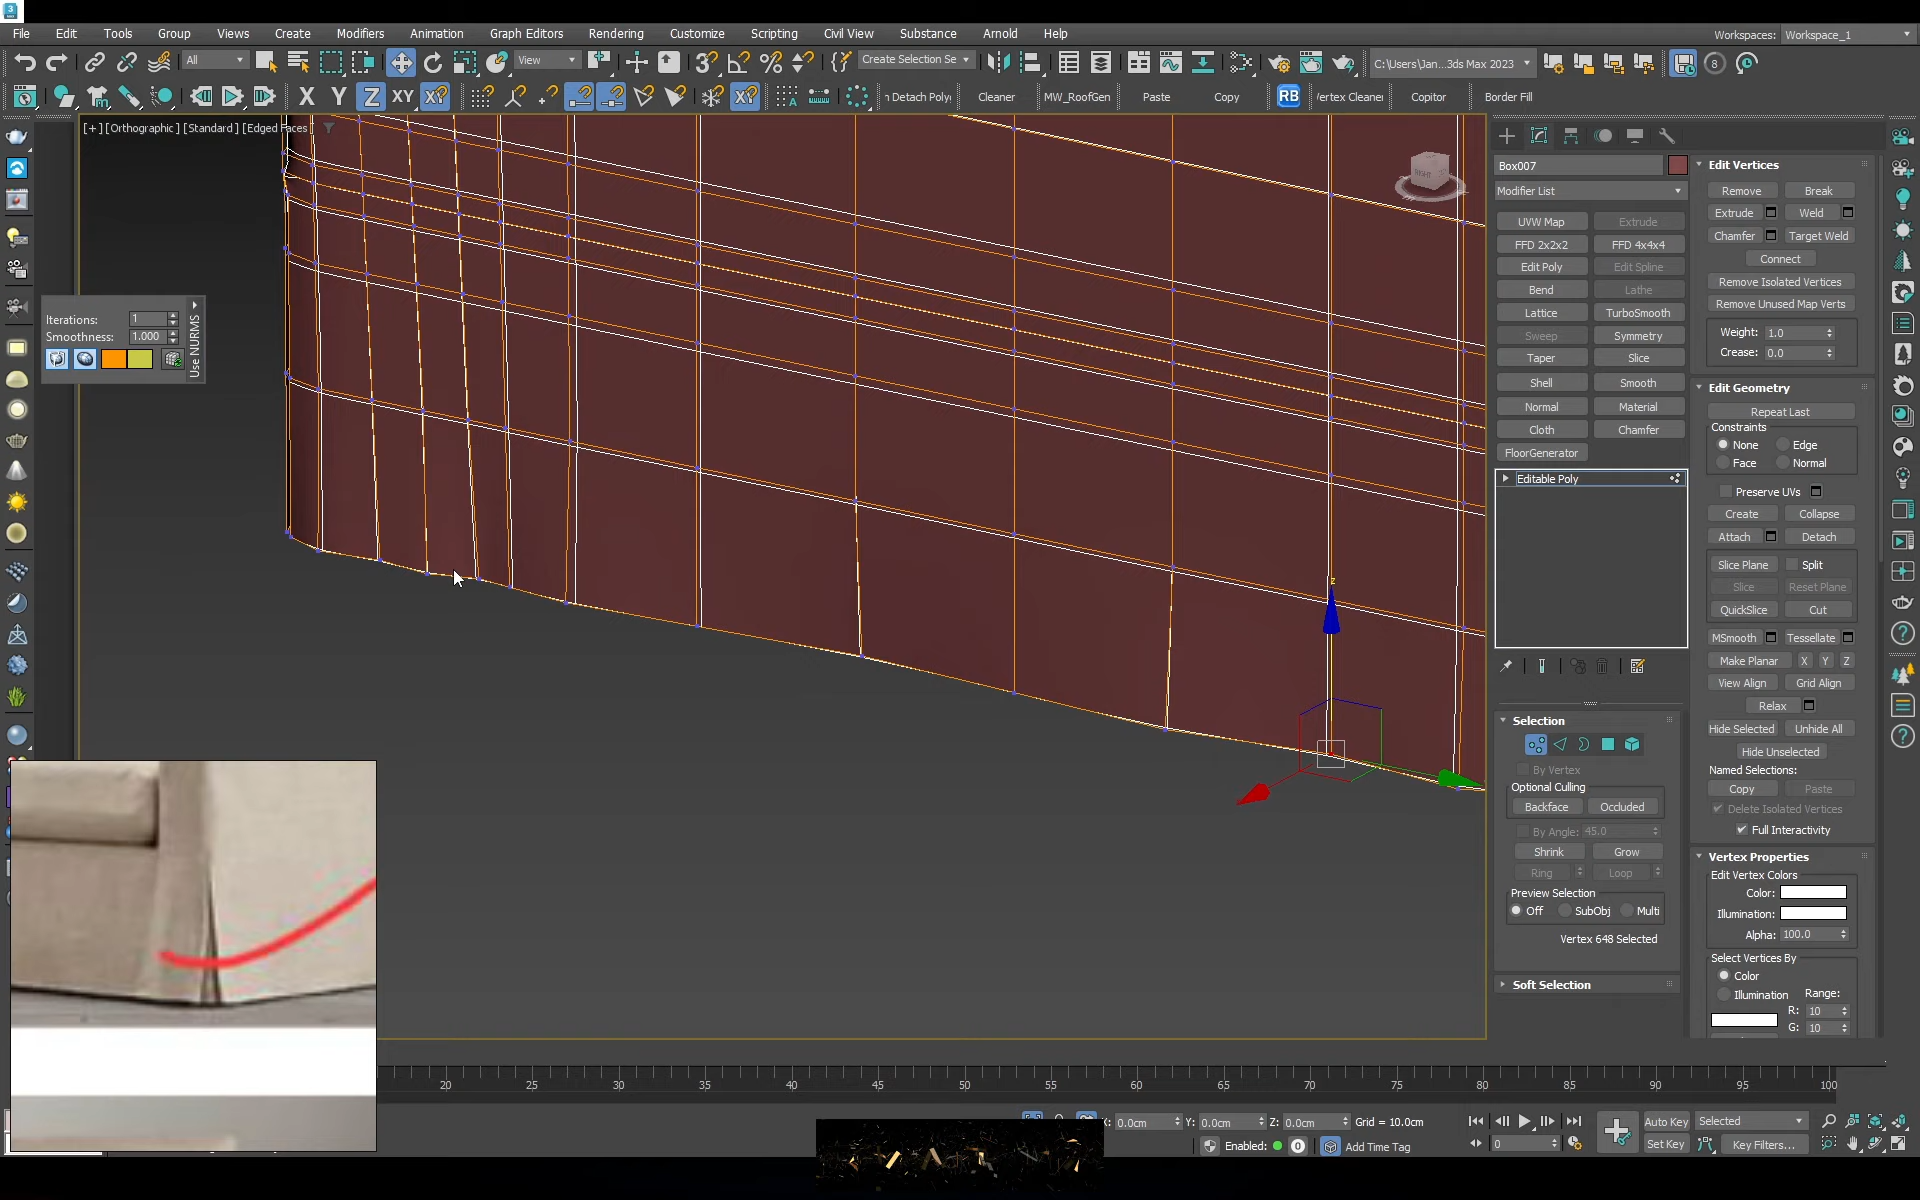 File Edit Tools Group Views Create Modifiers Animation Graph Editors Rendering Customize Scripting Civil View Substance Arnold Help
Workspaces: Workspace_1
All View Create Selection Se C:\Users\Jan...3ds Max 2023 8
X Y Z XY XY n Detach Poly Cleaner MW_RoofGen Paste Copy RB /ertex Cleaner Copitor Border Fill
[+] [Orthographic] [Standard] [Edged Faces]
Iterations: 1
Smoothness: 1.000
Use NURMS
z
Box007
Modifier List
UVW Map Extrude
FFD 2x2x2 FFD 4x4x4
Edit Poly Edit Spline
Bend Lathe
Lattice TurboSmooth
Sweep Symmetry
Taper Slice
Shell Smooth
Normal Material
Cloth Chamfer
FloorGenerator
Editable Poly
Selection
By Vertex
Optional Culling
Backface Occluded
By Angle: 45.0
Shrink Grow
Ring Loop
Preview Selection
Off SubObj Multi
Vertex 648 Selected
Soft Selection
Edit Vertices
Remove Break
Extrude Weld
Chamfer Target Weld
Connect
Remove Isolated Vertices
Remove Unused Map Verts
Weight: 1.0
Crease: 0.0
Edit Geometry
Repeat Last
Constraints
None Edge
Face Normal
Preserve UVs
Create Collapse
Attach Detach
Slice Plane Split
Slice Reset Plane
QuickSlice Cut
MSmooth Tessellate
Make Planar X Y Z
View Align Grid Align
Relax
Hide Selected Unhide All
Hide Unselected
Named Selections:
Copy Paste
Delete Isolated Vertices
Full Interactivity
Vertex Properties
Edit Vertex Colors
Color:
Illumination:
Alpha: 100.0
Select Vertices By
Color
Illumination Range:
R: 10
G: 10
20 25 30 35 40 45 50 55 60 65 70 75 80 85 90 95 100
X: 0.0cm Y: 0.0cm Z: 0.0cm Grid = 10.0cm
Enabled: 0 Add Time Tag
Auto Key Selected
0 Set Key Key Filters...